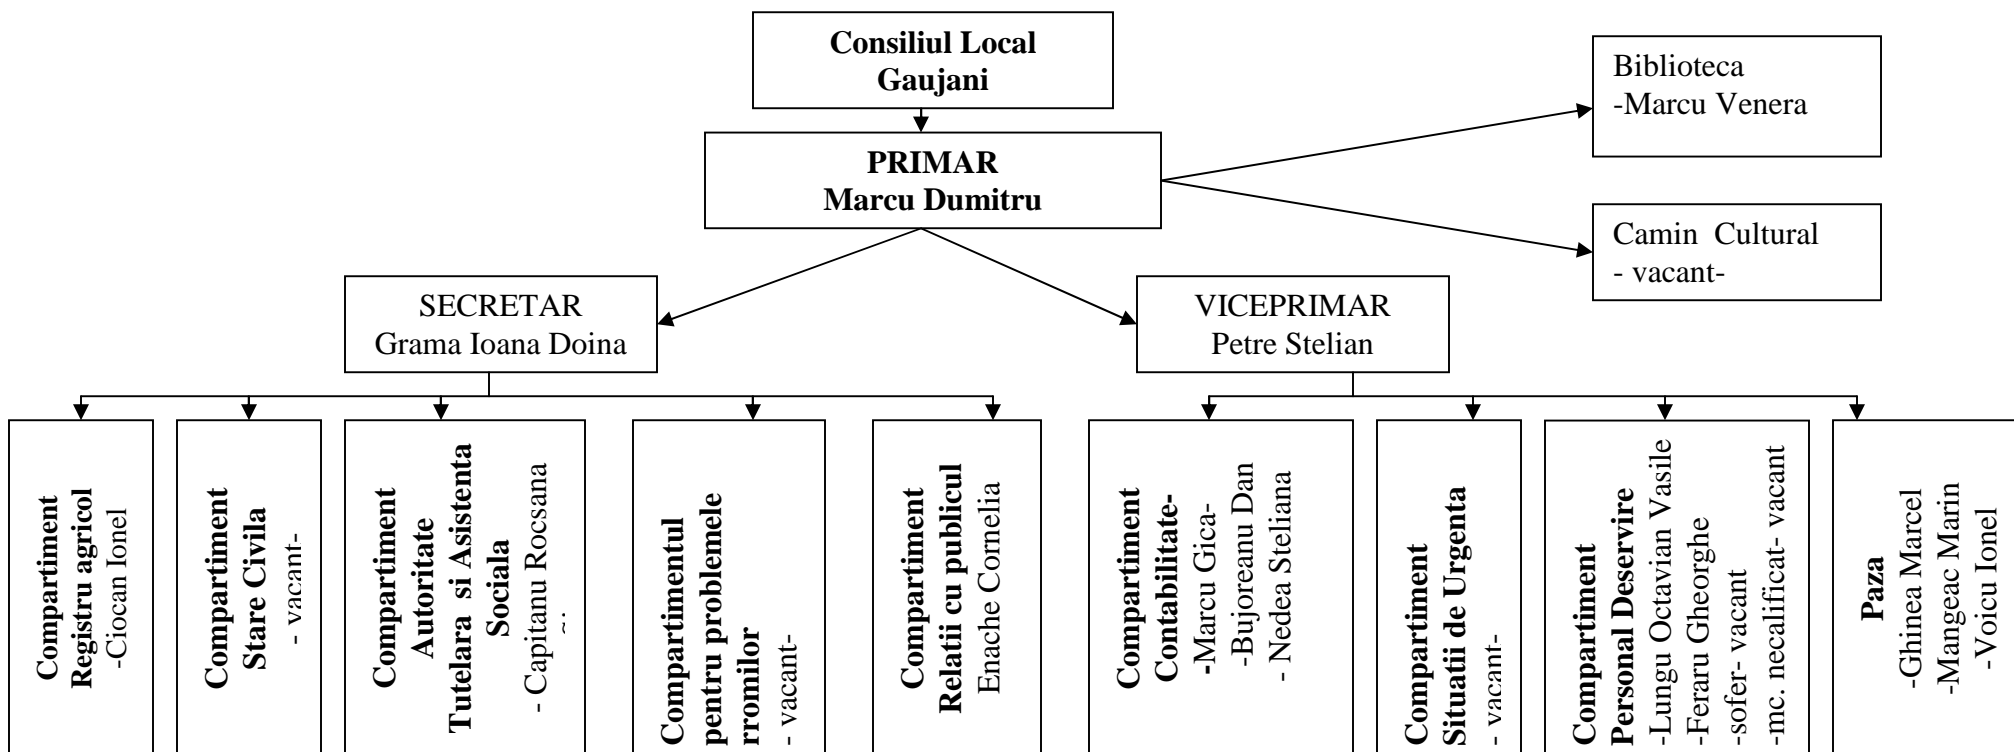 Consiliul Local
Gaujani
PRIMAR
Marcu Dumitru
Biblioteca
-Marcu Venera
Camin Cultural
- vacant-
SECRETAR
Grama Ioana Doina
VICEPRIMAR
Petre Stelian
Compartiment
Registru agricol
-Ciocan Ionel
Compartiment
Stare Civila
- vacant-
Compartiment
Autoritate
Tutelara si Asistenta
Sociala
- Capitanu Rocsana
Compartimentul
pentru problemele
rromilor
- vacant-
Compartiment
Relatii cu publicul
Enache Cornelia
Compartiment
Contabilitate-
-Marcu Gica-
-Bujoreanu Dan
- Nedea Steliana
Compartiment
Situatii de Urgenta
- vacant-
Compartiment
Personal Deservire
-Lungu Octavian Vasile
-Feraru Gheorghe
-sofer- vacant
-mc. necalificat- vacant
Paza
-Ghinea Marcel
-Mangeac Marin
-Voicu Ionel